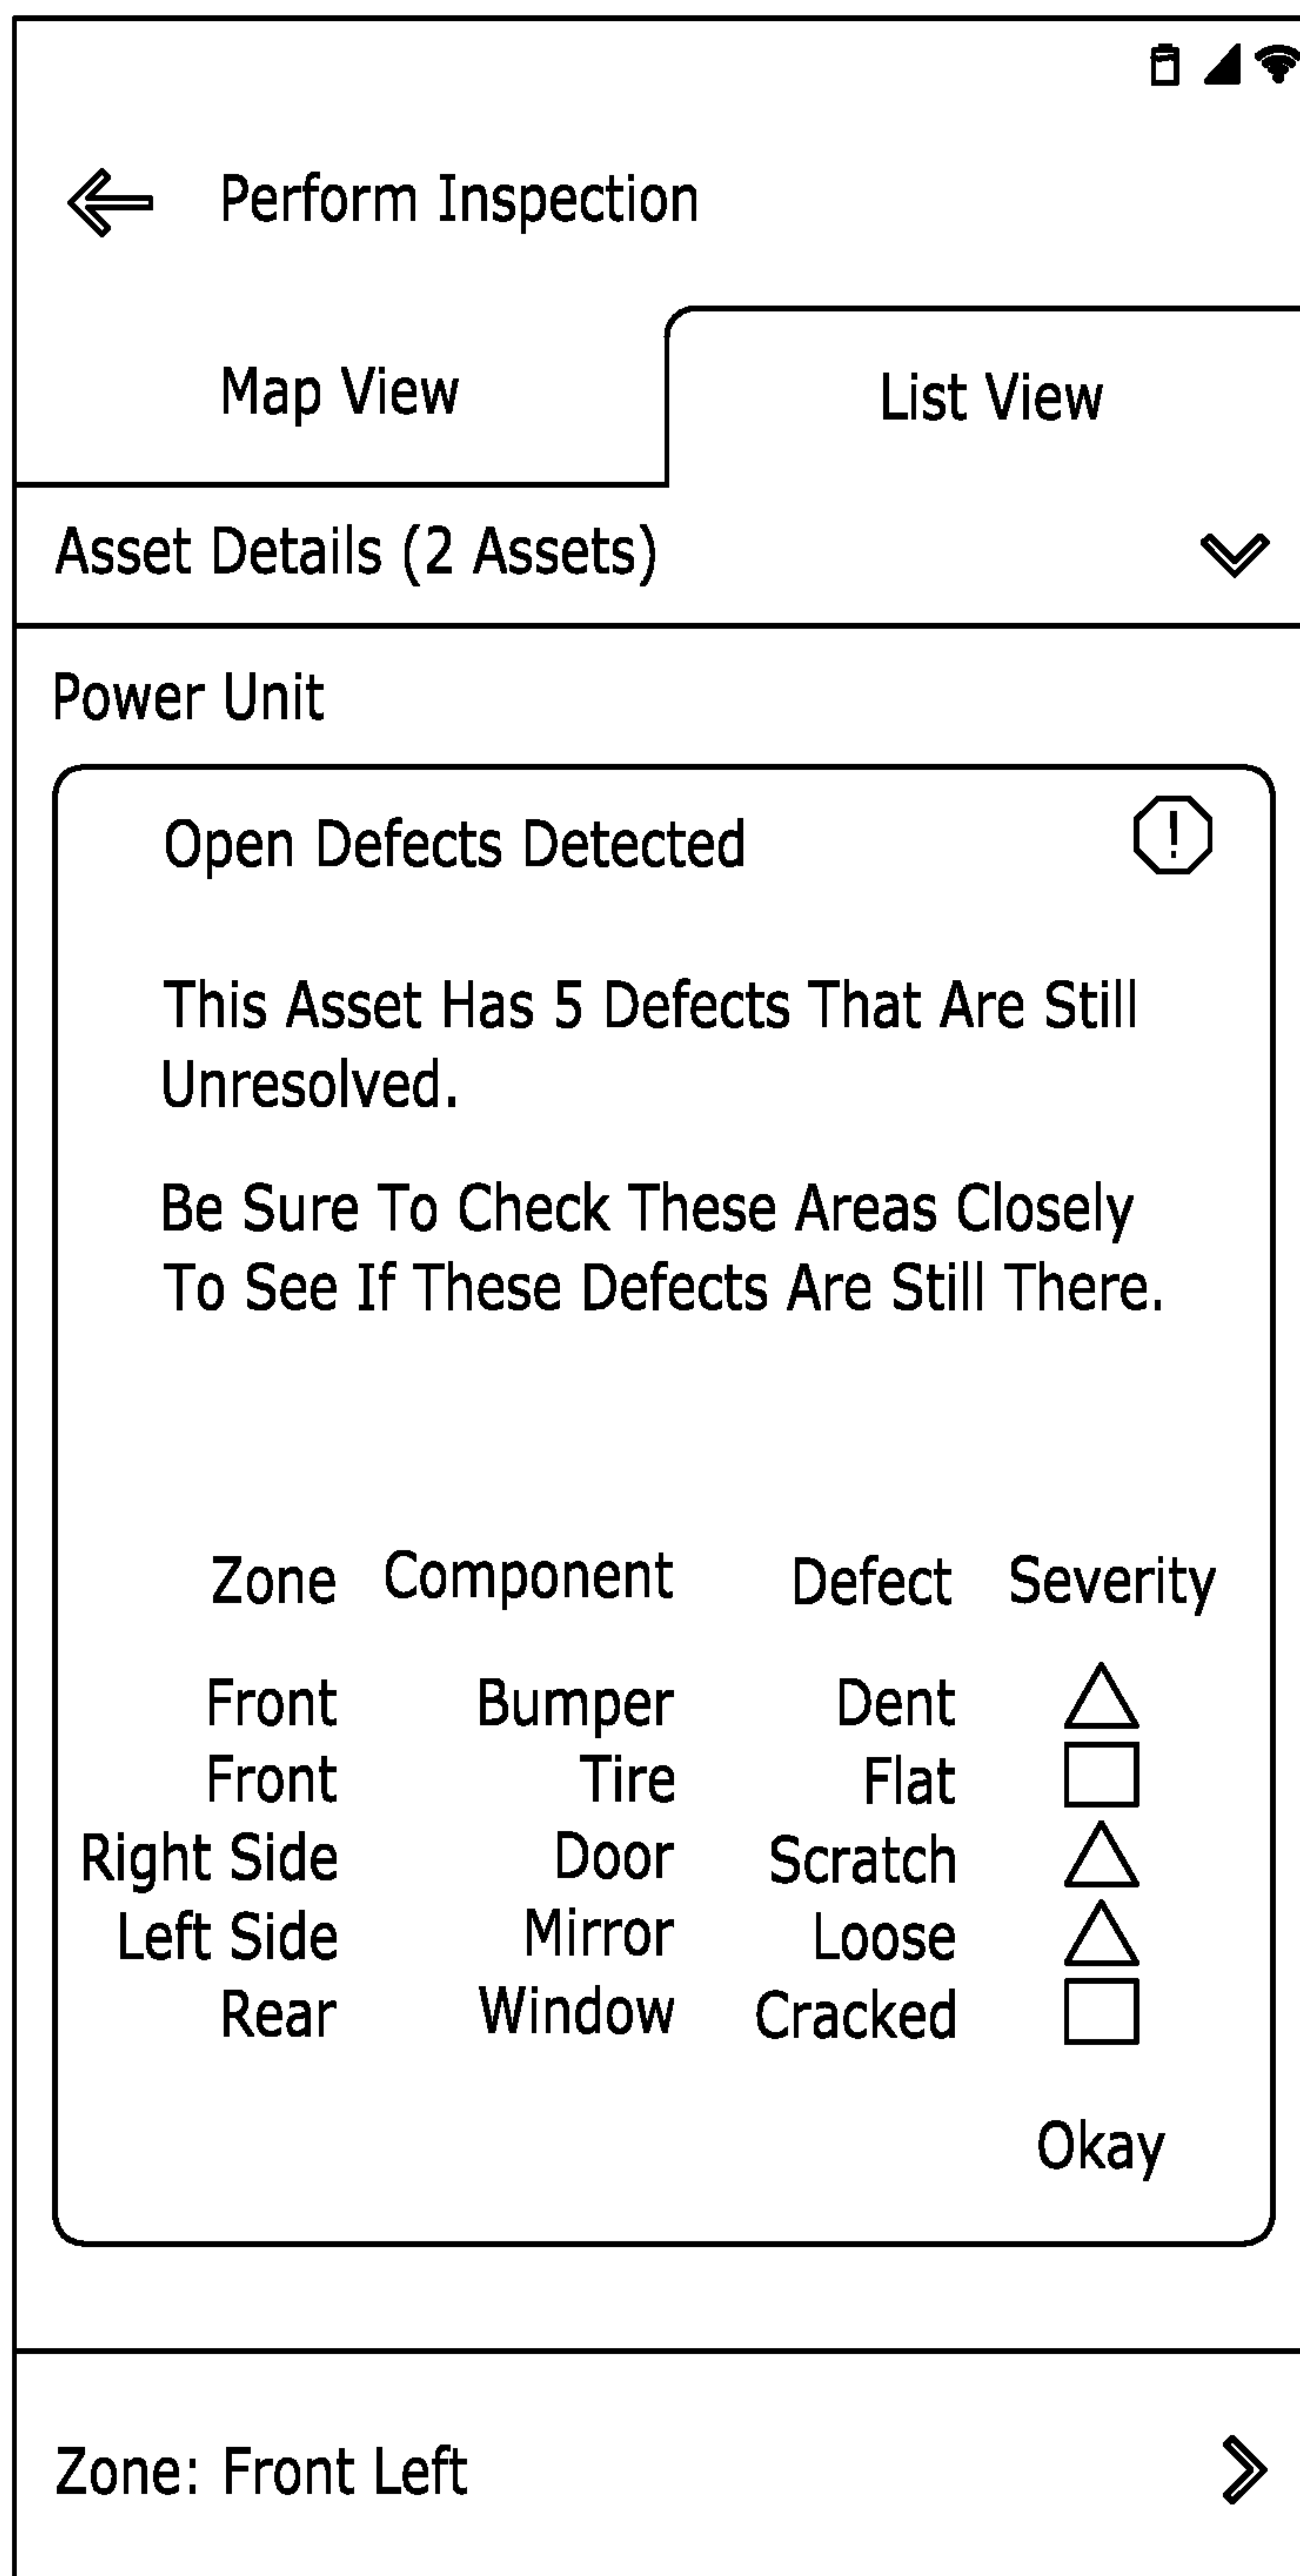 Perform Inspection
Map View
List View
Asset Details (2 Assets)
Power Unit
Open Defects Detected
!
This Asset Has 5 Defects That Are Still
Unresolved.
Be Sure To Check These Areas Closely
To See If These Defects Are Still There.
Zone Component Defect Severity
Front Bumper Dent
Front Tire Flat
Right Side Door Scratch
Left Side Mirror Loose
Rear Window Cracked
Okay
Zone: Front Left